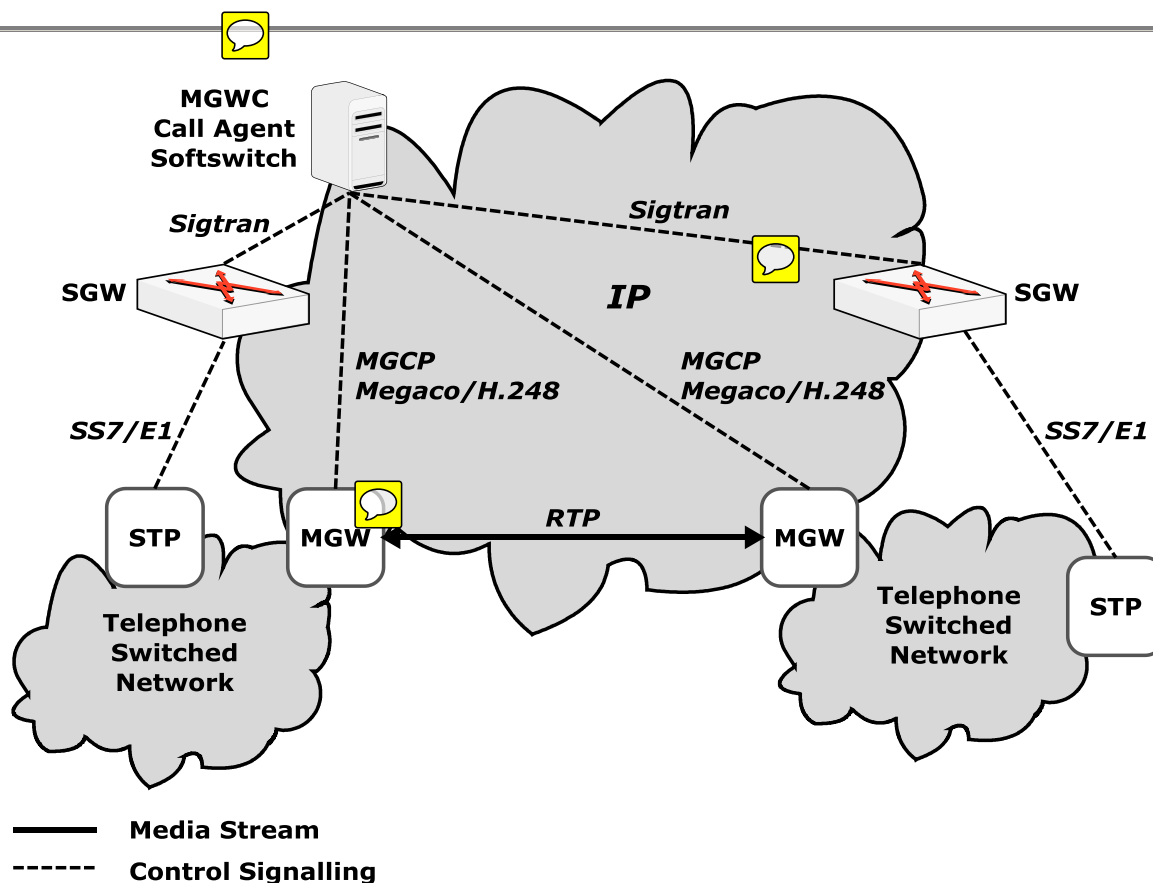 MGWC
Call Agent
Softswitch
Sigtran
Sigtran
SGW
IP
SGW
MGCP
Megaco/H.248
MGCP
Megaco/H.248
SS7/E1
SS7/E1
STP
MGW
RTP
MGW
STP
Telephone
Switched
Network
Telephone
Switched
Network
Media Stream
Control Signalling